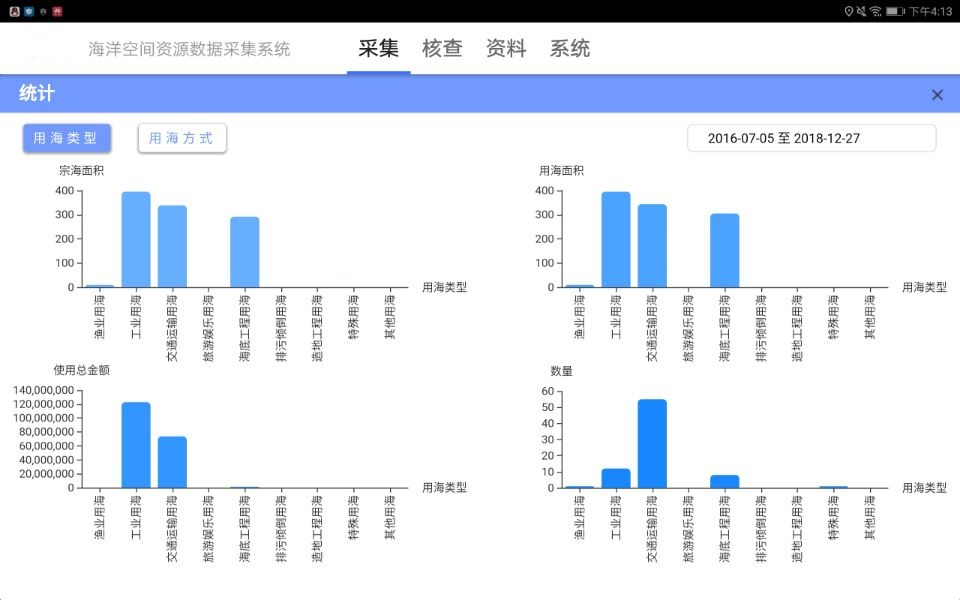 下午4:13
海洋空间资源数据采集系统 采集 核查 资料 系统
统计
用海类型 用海方式 2016-07-05 至 2018-12-27
宗海面积
400
300
200
100
0
用海类型
渔业用海 工业用海 交通运输用海 旅游娱乐用海 海底工程用海 排污倾倒用海 造地工程用海 特殊用海 其他用海
用海面积
400
300
200
100
0
用海类型
渔业用海 工业用海 交通运输用海 旅游娱乐用海 海底工程用海 排污倾倒用海 造地工程用海 特殊用海 其他用海
使用总金额
140,000,000
120,000,000
100,000,000
80,000,000
60,000,000
40,000,000
20,000,000
0
用海类型
渔业用海 工业用海 交通运输用海 旅游娱乐用海 海底工程用海 排污倾倒用海 造地工程用海 特殊用海 其他用海
数量
60
50
40
30
20
10
0
用海类型
渔业用海 工业用海 交通运输用海 旅游娱乐用海 海底工程用海 排污倾倒用海 造地工程用海 特殊用海 其他用海